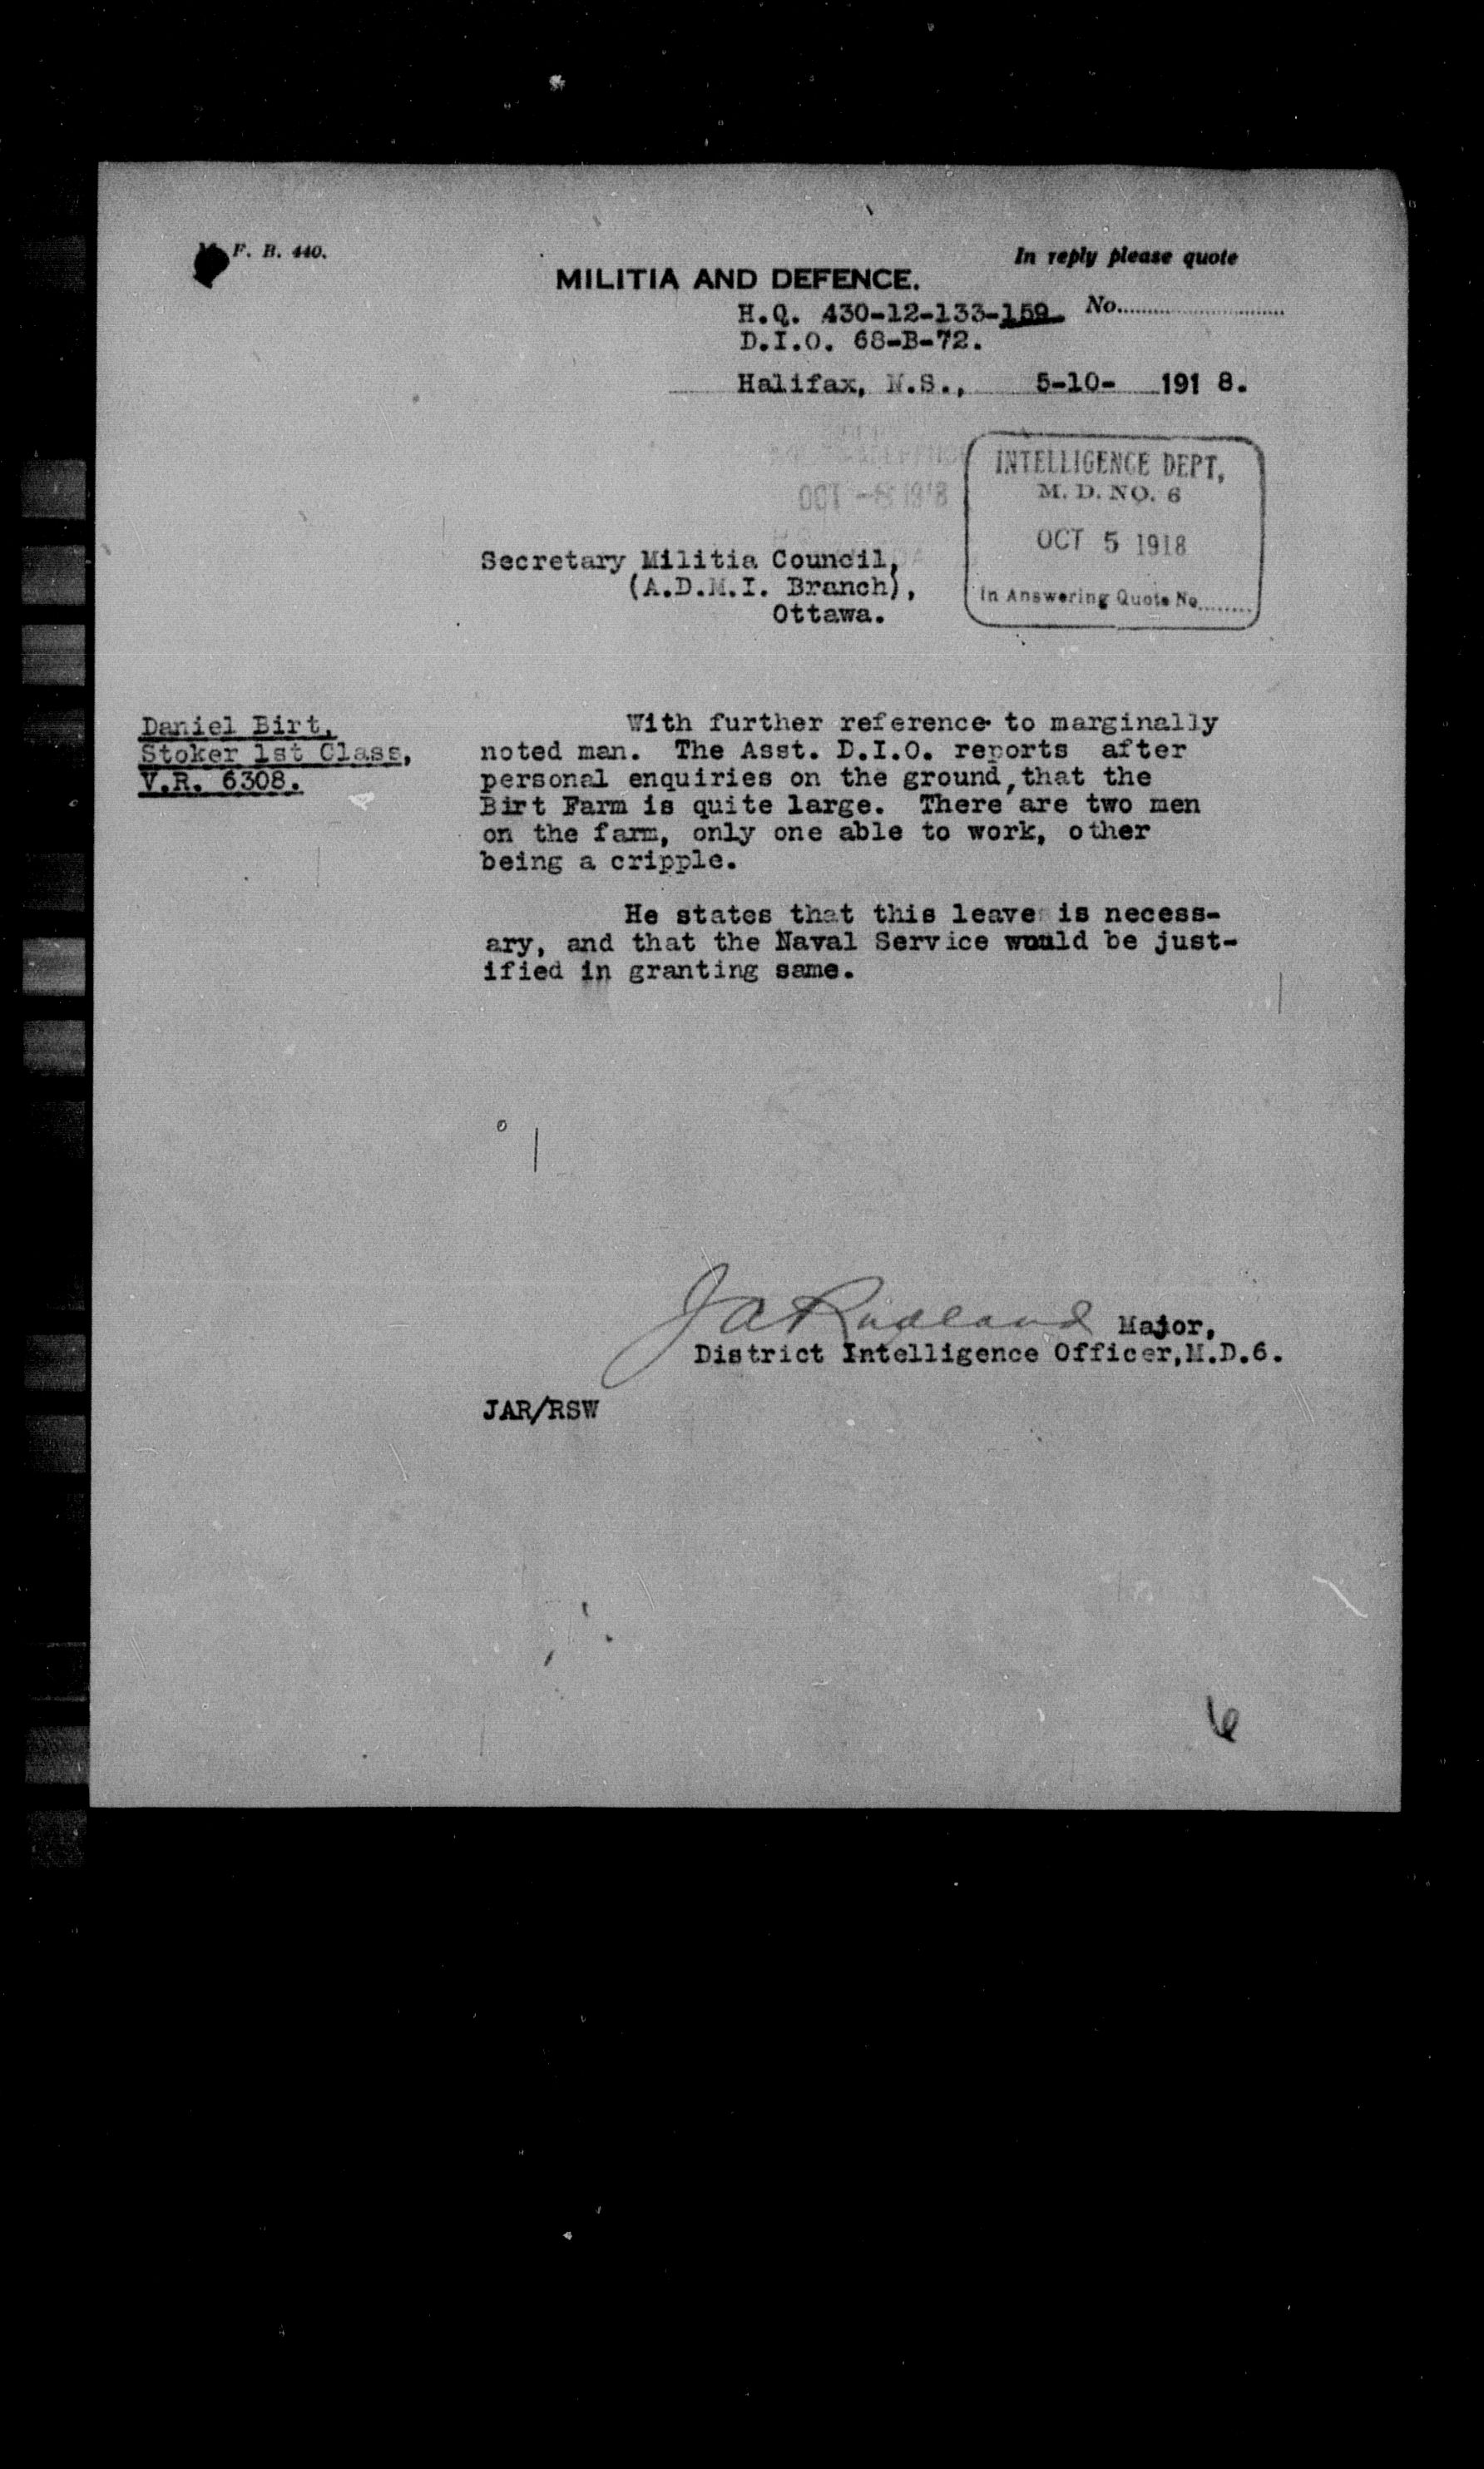 F. B. 440.
In reply please quote
MILITIA AND DEFENCE.
H.Q. 430-12-133-159. No.
D.I.O. 68-B-72.
Halifax, N.S., 5-10- 191 8.
OCT - 1918
INTELLIGENCE DEPT,
M. D. NO. 6
OCT 5 1918
In Answering Quote No
Secretary Militia Council,
(A.D.M.I. Branch),
Ottawa.
Daniel Birt,
Stoker 1st Class,
V.R. 6308.
With further reference to marginally
noted man. The Asst. D.I.O. reports after
personal enquiries on the ground, that the
Birt Farm is quite large. There are two men
on the farm, only one able to work, other
being a cripple.
He states that this leave is necess-
ary, and that the Naval Service would be just-
ified in granting same.
Major,
District Intelligence Officer,M.D.6.
JAR/RSW
6